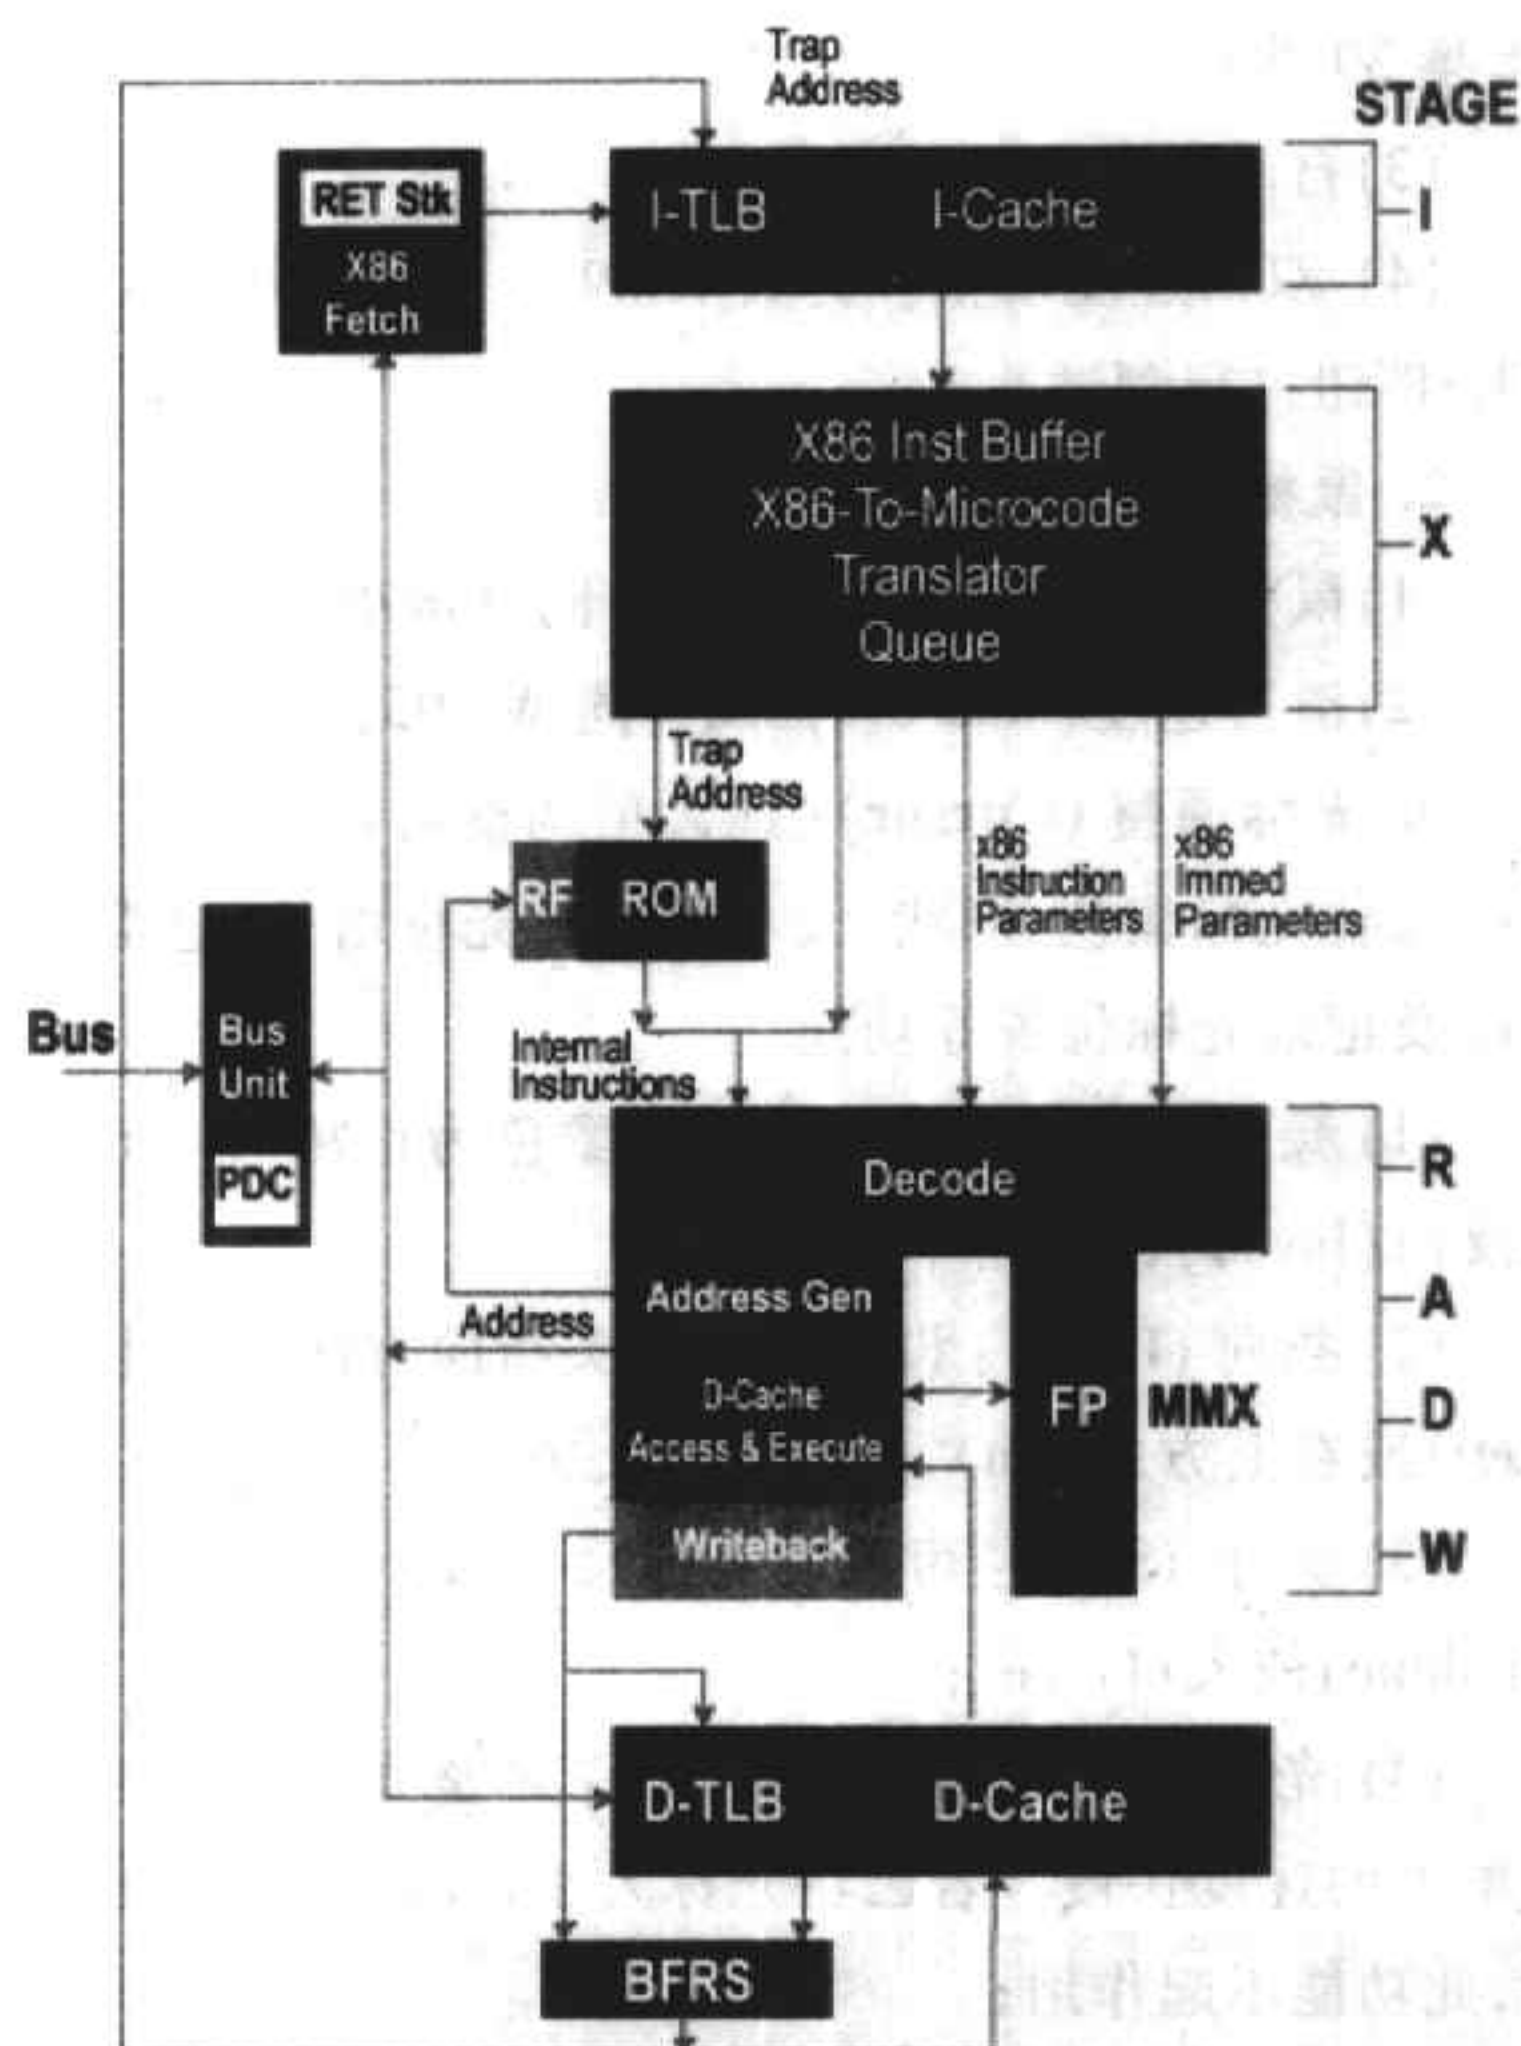 Trap
Address
STAGE
RET Stk
X86
Fetch
I-TLB
I-Cache
I
X86 Inst Buffer
X86-To-Microcode
Translator
Queue
X
Trap
Address
x86
Instruction
Parameters
x86
Immed
Parameters
RF
ROM
Bus
Bus
Unit
PDC
Internal
Instructions
Decode
R
Address Gen
A
Address
D-Cache
Access & Execute
FP
MMX
D
Writeback
W
D-TLB
D-Cache
BFRS